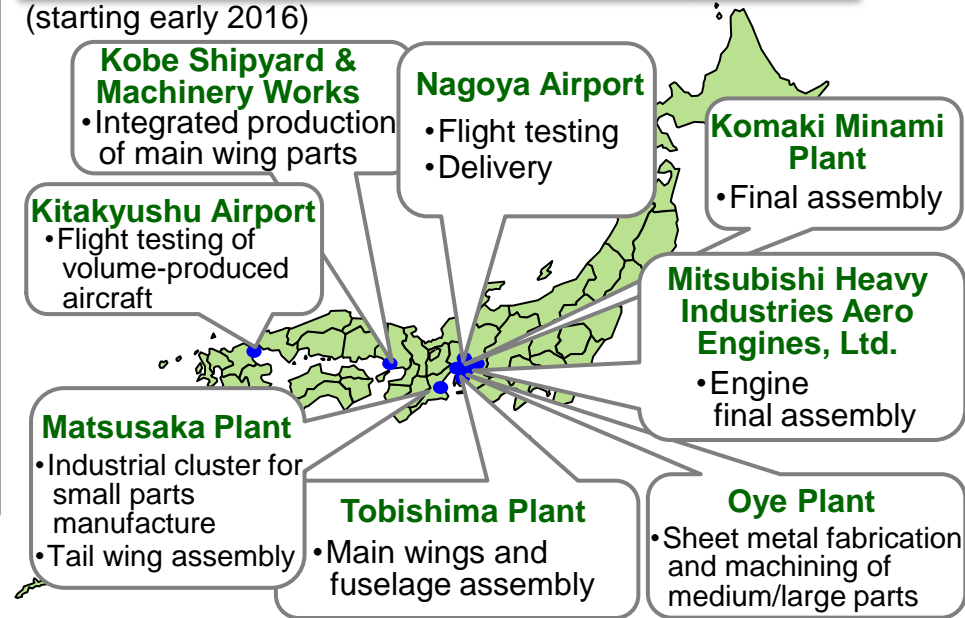 (starting early 2016)
Kobe Shipyard &
Machinery Works
•Integrated production
of main wing parts
Nagoya Airport
•Flight testing
•Delivery
Komaki Minami
Plant
•Final assembly
Kitakyushu Airport
•Flight testing of
volume-produced
aircraft
Mitsubishi Heavy
Industries Aero
Engines, Ltd.
•Engine
final assembly
Matsusaka Plant
•Industrial cluster for
small parts
manufacture
•Tail wing assembly
Tobishima Plant
•Main wings and
fuselage assembly
Oye Plant
•Sheet metal fabrication
and machining of
medium/large parts